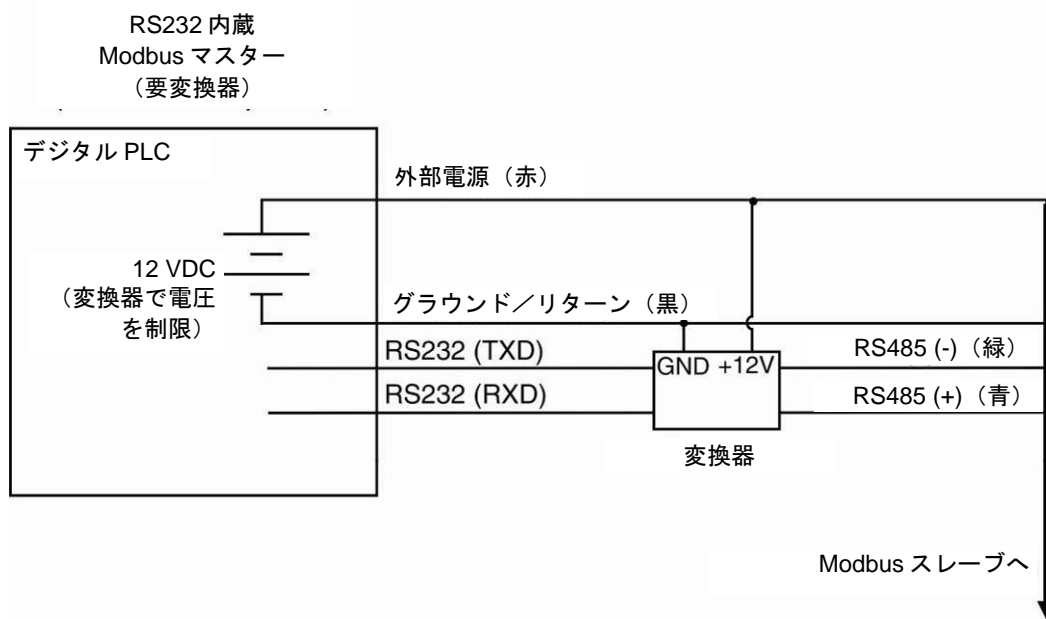 RS232 内蔵
Modbus マスター
（要変換器）
デジタル PLC
外部電源（赤）
12 VDC
（変換器で電圧
を制限）
グラウンド／リターン（黒）
RS232 (TXD)
GND +12V
RS485 (-)（緑）
RS232 (RXD)
RS485 (+)（青）
変換器
Modbus スレーブへ